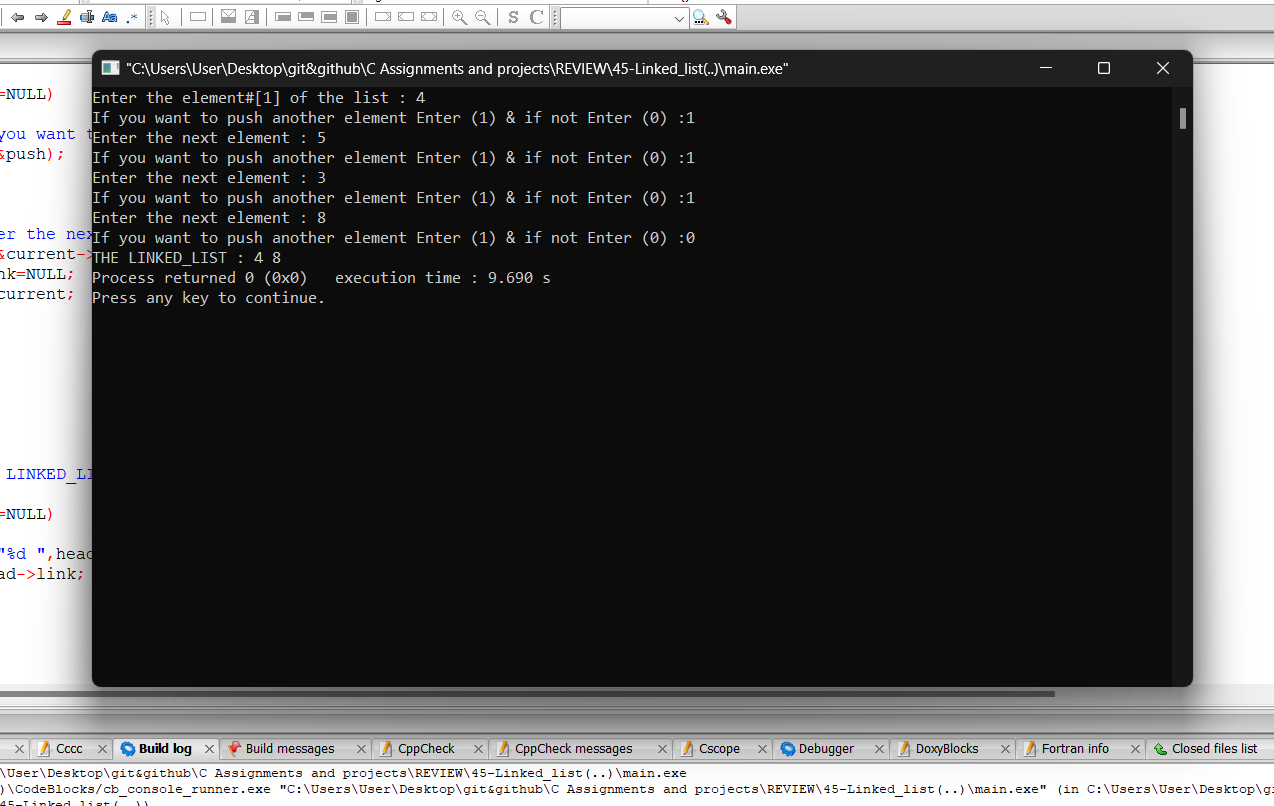 S C
"C:\Users\User\Desktop\git&github\C Assignments and projects\REVIEW\45-Linked_list(..)\main.exe"
=NULL)
Enter the element#[1] of the list : 4
If you want to push another element Enter (1) & if not Enter (0) :1
you want
&push);
Enter the next element : 5
If you want to push another element Enter (1) & if not Enter (0) :1
Enter the next element : 3
If you want to push another element Enter (1) & if not Enter (0) :1
Enter the next element : 8
er the nex
If you want to push another element Enter (1) & if not Enter (0) :0
&current->
THE LINKED_LIST : 4 8
nk=NULL;
Process returned 0 (0x0)   execution time : 9.690 s
current;
Press any key to continue.
LINKED_LI
=NULL)
"%d ",head
ad->link;
Cccc Build log Build messages CppCheck CppCheck messages Cscope Debugger DoxyBlocks Fortran info Closed files list
\User\Desktop\git&github\C Assignments and projects\REVIEW\45-Linked_list(..)\main.exe
)\CodeBlocks/cb_console_runner.exe "C:\Users\User\Desktop\git&github\C Assignments and projects\REVIEW\45-Linked_list(..)\main.exe" (in C:\Users\User\Desktop\gi
45-Linked_list(..))